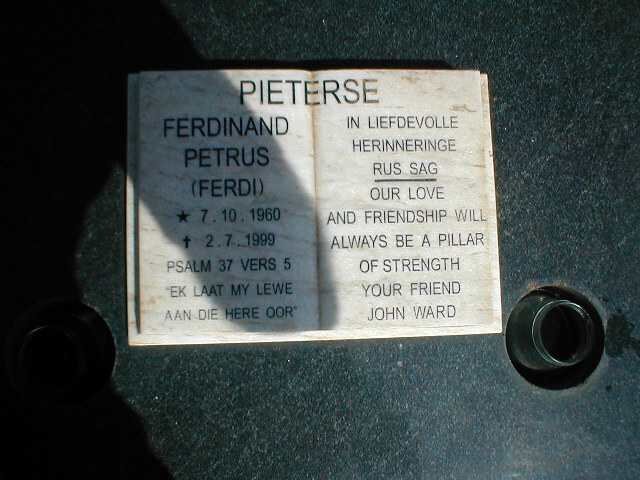 PIETERSE
FERDINAND
PETRUS
(FERDI)
★ 7.10.1960
✝ 2.7.1999
PSALM 37 VERS 5
"EK LAAT MY LEWE
AAN DIE HERE OOR"
IN LIEFDEVOLLE
HERINNERINGE
RUS SAG
OUR LOVE
AND FRIENDSHIP WILL
ALWAYS BE A PILLAR
OF STRENGTH
YOUR FRIEND
JOHN WARD